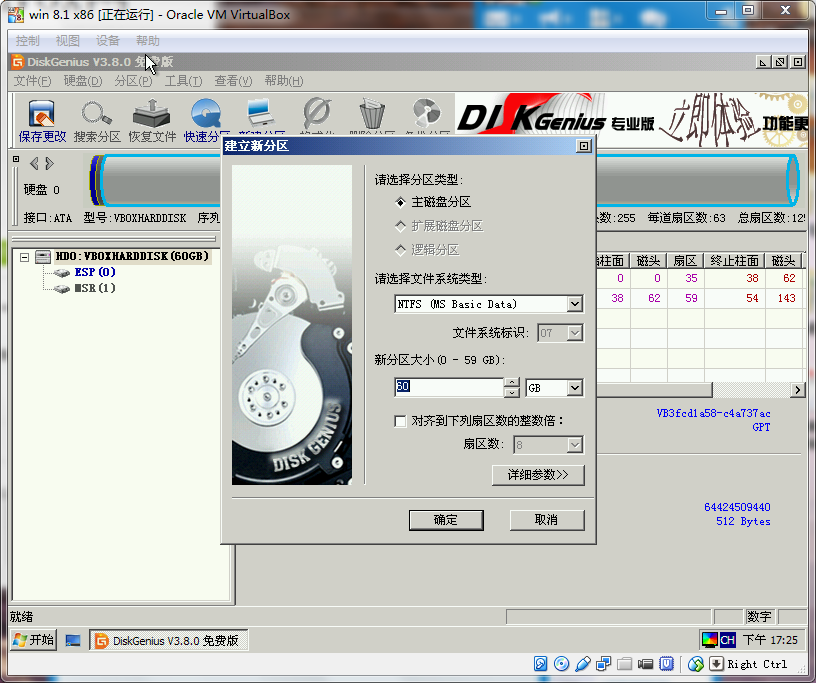 win 8.1 x86 [正在运行] - Oracle VM VirtualBox
控制 视图 设备 帮助
DiskGenius V3.8.0 免费版
文件(F) 硬盘(D) 分区(P) 工具(T) 查看(V) 帮助(H)
保存更改 搜索分区 恢复文件 快速分区
DISKGENIUS 专业版 立即体验 功能更
建立新分区
硬盘 0
接口:ATA 型号:VBOXHARDDISK 序列
头数:255 每道扇区数:63 总扇区数:125
请选择分区类型:
主磁盘分区
扩展磁盘分区
逻辑分区
请选择文件系统类型:
NTFS (MS Basic Data)
文件系统标识: 07
新分区大小(0 - 59 GB):
60 GB
对齐到下列扇区数的整数倍:
扇区数: 8
详细参数>>
确定 取消
DISK GENIUS
HD0:VBOXHARDDISK(60GB)
ESP(0)
MSR(1)
始柱面 磁头 扇区 终止柱面 磁头
0 0 35 38 62
38 62 59 54 143
VB3fcd1a58-c4a737ac
GPT
64424509440
512 Bytes
就绪 数字
开始 DiskGenius V3.8.0 免费版 CH 下午 17:25
Right Ctrl